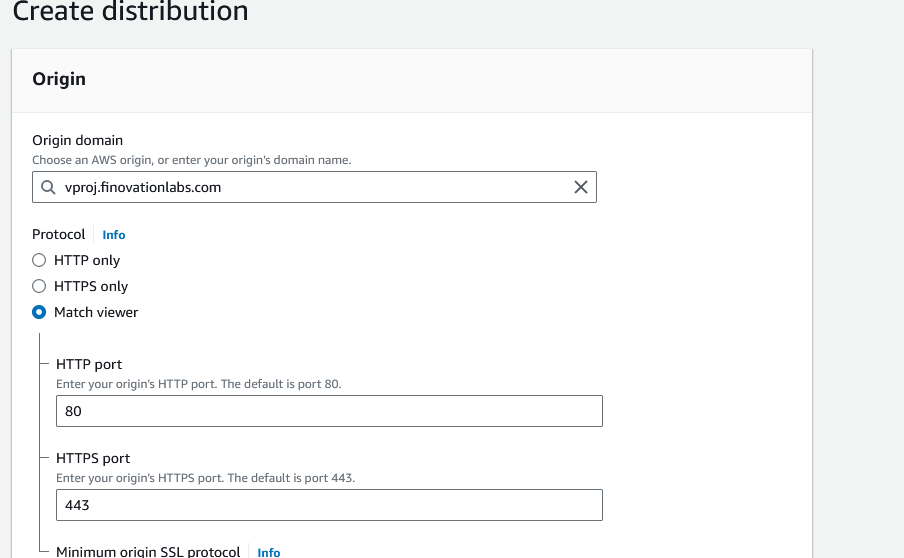 Create distribution
Origin
Origin domain
Choose an AWS origin, or enter your origin's domain name.
vproj.finovationlabs.com
Protocol Info
HTTP only
HTTPS only
Match viewer
HTTP port
Enter your origin's HTTP port. The default is port 80.
80
HTTPS port
Enter your origin's HTTPS port. The default is port 443.
443
Minimum origin SSL protocol Info